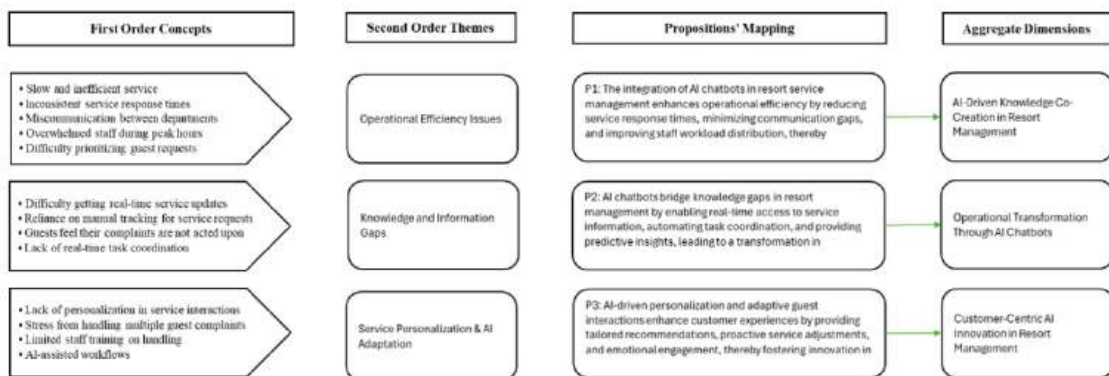 First Order Concepts
Second Order Themes
Propositions' Mapping
Aggregate Dimensions
• Slow and inefficient service
• Inconsistent service response times
• Miscommunication between departments
• Overwhelmed staff during peak hours
• Difficulty prioritizing guest requests
Operational Efficiency Issues
P1: The integration of AI chatbots in resort service
management enhances operational efficiency by reducing
service response times, minimizing communication gaps,
and improving staff workload distribution, thereby
AI-Driven Knowledge Co-
Creation in Resort
Management
• Difficulty getting real-time service updates
• Reliance on manual tracking for service requests
• Guests feel their complaints are not acted upon
• Lack of real-time task coordination
Knowledge and Information
Gaps
P2: AI chatbots bridge knowledge gaps in resort
management by enabling real-time access to service
information, automating task coordination, and providing
predictive insights, leading to a transformation in
Operational Transformation
Through AI Chatbots
• Lack of personalization in service interactions
• Stress from handling multiple guest complaints
• Limited staff training on handling
• AI-assisted workflows
Service Personalization & AI
Adaptation
P3: AI-driven personalization and adaptive guest
interactions enhance customer experiences by providing
tailored recommendations, proactive service adjustments,
and emotional engagement, thereby fostering innovation in
Customer-Centric AI
Innovation in Resort
Management